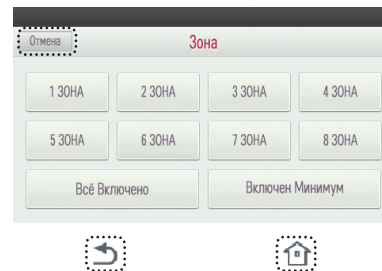 Отмена Зона
1 ЗОНА 2 ЗОНА 3 ЗОНА 4 ЗОНА
5 ЗОНА 6 ЗОНА 7 ЗОНА 8 ЗОНА
Всё Включено Включен Минимум